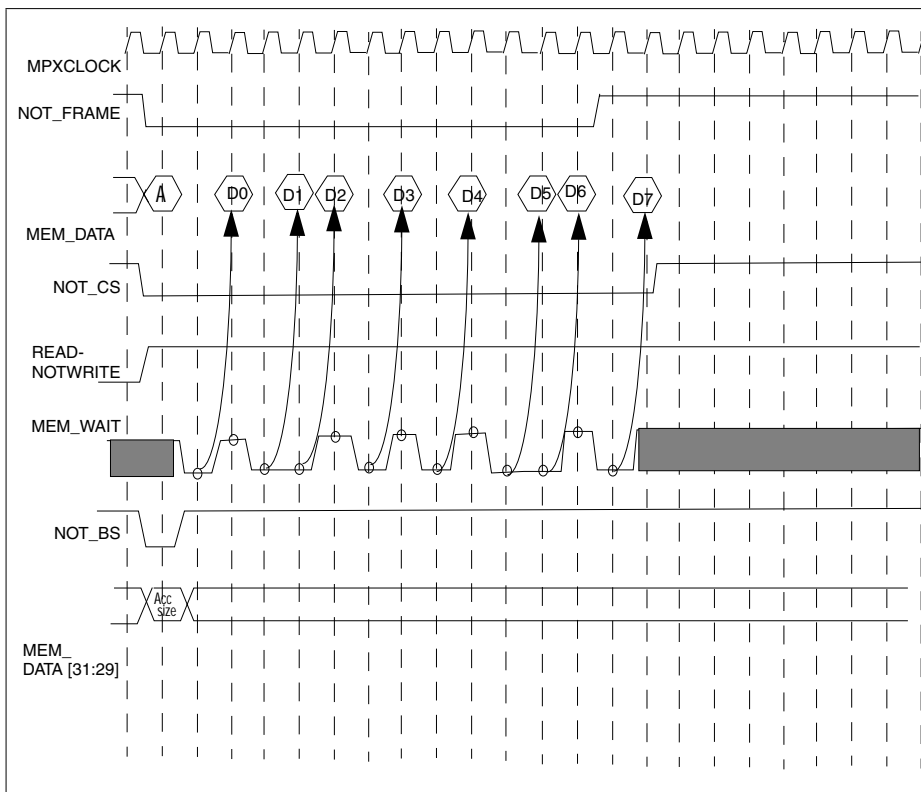 MPXCLOCK
NOT_FRAME
A D0 D1 D2 D3 D4 D5 D6 D7
MEM_DATA
NOT_CS
READ-
NOTWRITE
MEM_WAIT
NOT_BS
Acc
size
MEM_
DATA [31:29]